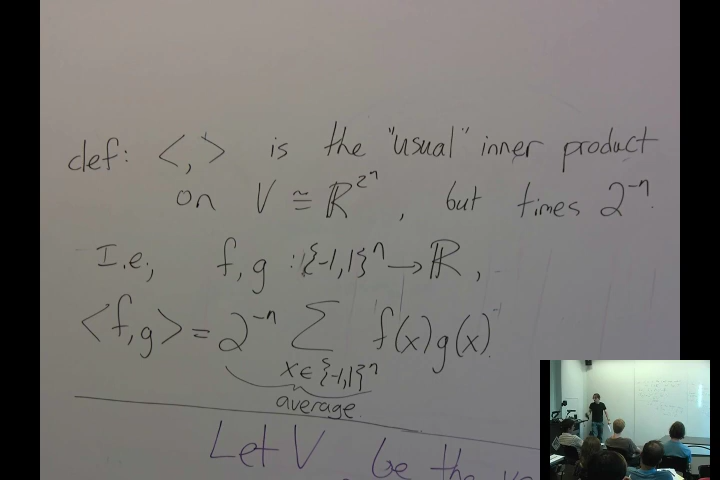 def: <,> is the "usual" inner product
on V ≅ ℝ^{2^n}, but times 2^{-n}.
I.e., f,g : {-1,1}^n → ℝ,
<f,g> = 2^{-n} Σ f(x)g(x).
x ∈ {-1,1}^n
average
Let V be the